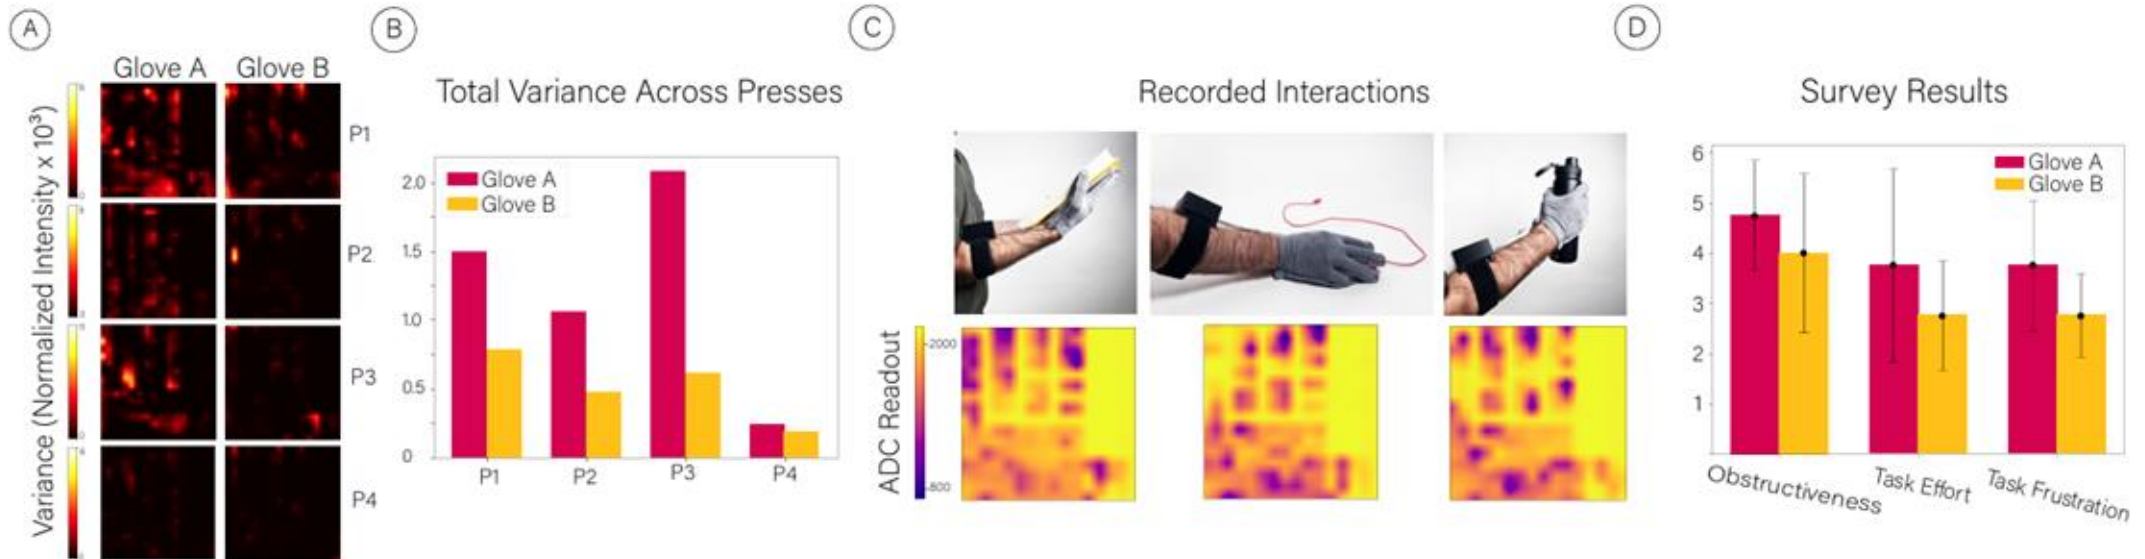 A
Glove A
Glove B
Variance (Normalized Intensity x 10³)
P1
P2
P3
P4
B
Total Variance Across Presses
Glove A
Glove B
2.0
1.5
1.0
0.5
0
P1
P2
P3
P4
C
Recorded Interactions
ADC Readout
2000
800
D
Survey Results
Glove A
Glove B
6
5
4
3
2
1
Obstructiveness
Task Effort
Task Frustration